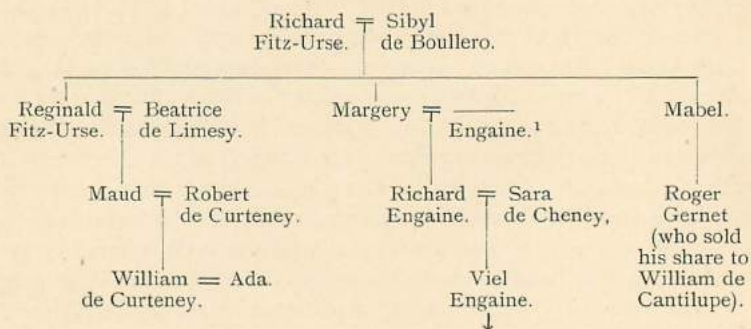 Richard ╤ Sibyl
Fitz-Urse. de Boullero.
Reginald ╤ Beatrice
Fitz-Urse. de Limesy.
Margery ╤ ——
Engaine.¹
Mabel.
Maud ╤ Robert
de Curteney.
Richard ╤ Sara
Engaine. de Cheney,
Roger
Gernet
(who sold
his share to
William de
Cantilupe).
William = Ada.
de Curteney.
Viel
Engaine.